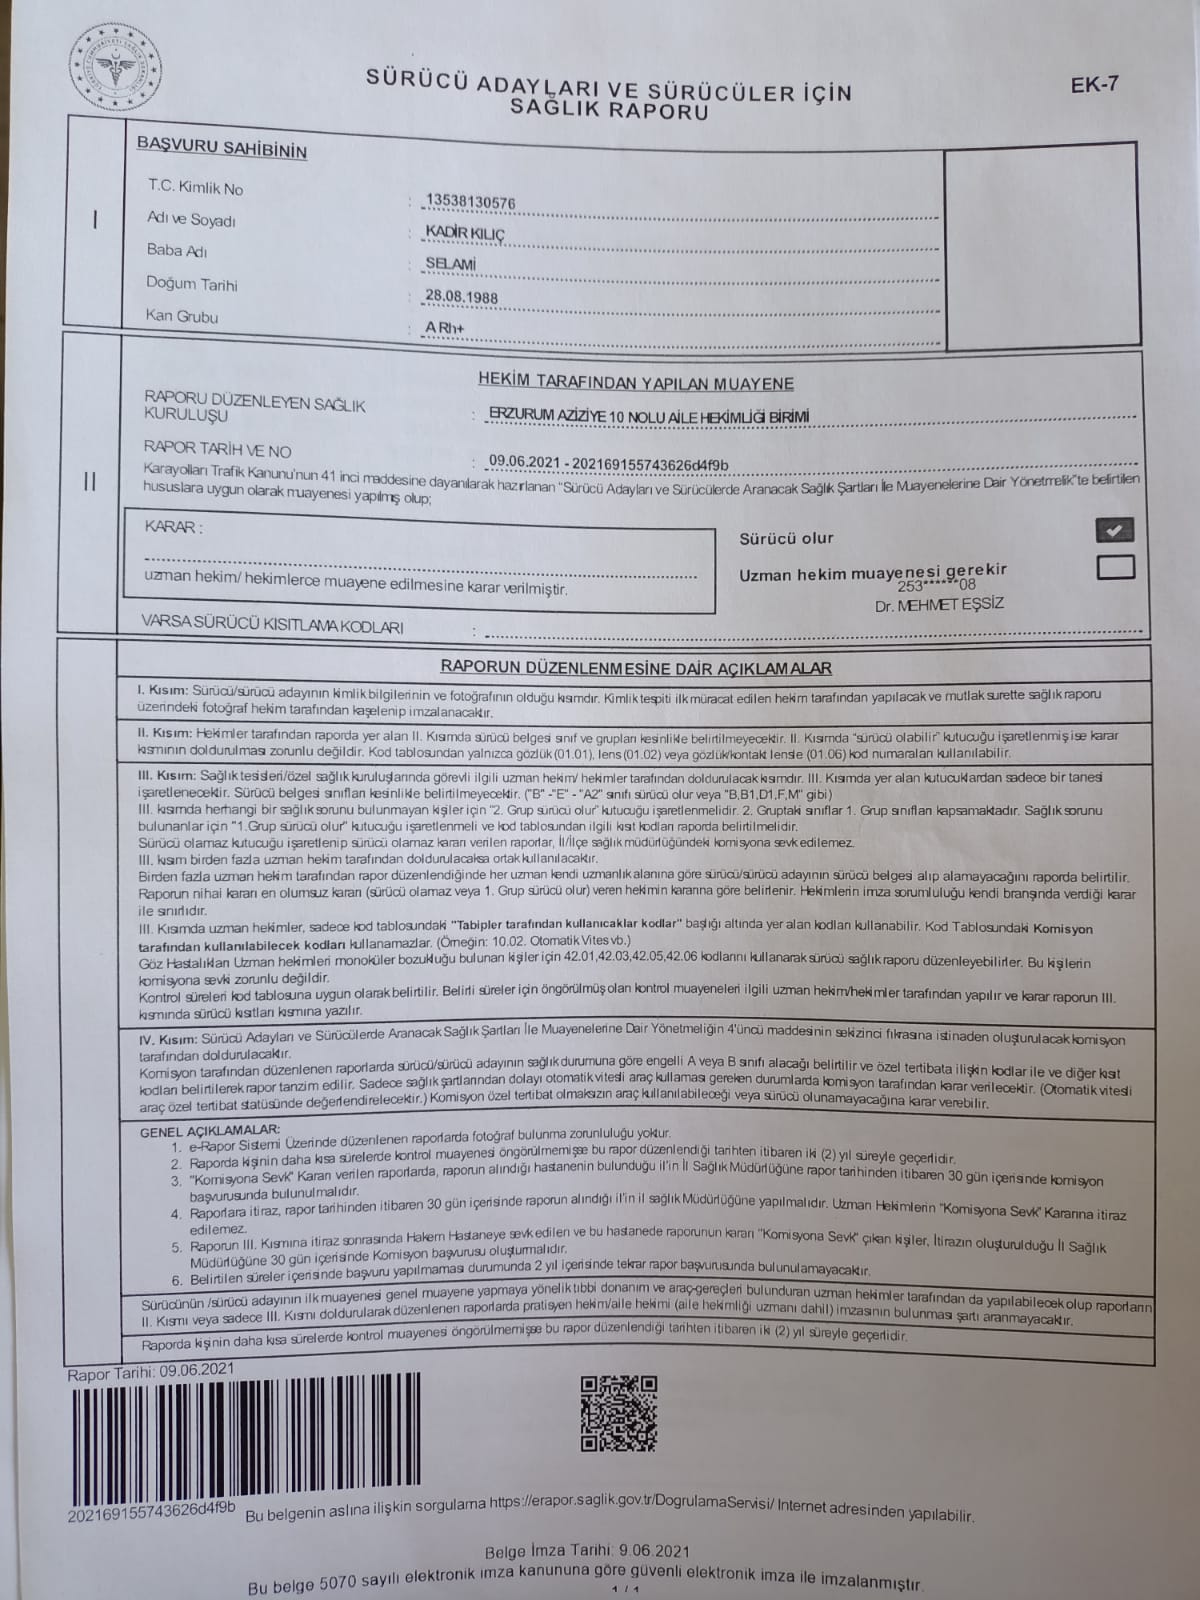 SÜRÜCÜ ADAYLARI VE SÜRÜCÜLER İÇİN
SAĞLIK RAPORU
EK-7
I
BAŞVURU SAHİBİNİN
T.C. Kimlik No : 13538130576
Adı ve Soyadı : KADİR KILIÇ
Baba Adı : SELAMİ
Doğum Tarihi : 28.08.1988
Kan Grubu : A Rh+
II
HEKİM TARAFINDAN YAPILAN MUAYENE
RAPORU DÜZENLEYEN SAĞLIK
KURULUŞU : ERZURUM AZİZİYE 10 NOLU AİLE HEKİMLİĞİ BİRİMİ
RAPOR TARİH VE NO : 09.06.2021 - 202169155743626d4f9b
Karayolları Trafik Kanunu'nun 41 inci maddesine dayanılarak hazırlanan "Sürücü Adayları ve Sürücülerde Aranacak Sağlık Şartları İle Muayenelerine Dair Yönetmelik"te belirtilen
hususlara uygun olarak muayenesi yapılmış olup;
KARAR :
uzman hekim/ hekimlerce muayene edilmesine karar verilmiştir.
Sürücü olur
Uzman hekim muayenesi gerekir
253******08
Dr. MEHMET EŞSİZ
VARSA SÜRÜCÜ KISITLAMA KODLARI :
RAPORUN DÜZENLENMESİNE DAİR AÇIKLAMALAR
I. Kısım: Sürücü/sürücü adayının kimlik bilgilerinin ve fotoğrafının olduğu kısımdır. Kimlik tespiti ilk müracat edilen hekim tarafından yapılacak ve mutlak surette sağlık raporu
üzerindeki fotoğraf hekim tarafından kaşelenip imzalanacaktır.
II. Kısım: Hekimler tarafından raporda yer alan II. Kısımda sürücü belgesi sınıf ve grupları kesinlikle belirtilmeyecektir. II. Kısımda "sürücü olabilir" kutucuğu işaretlenmiş ise karar
kısmının doldurulması zorunlu değildir. Kod tablosundan yalnızca gözlük (01.01), lens (01.02) veya gözlük/kontakt lensle (01.06) kod numaraları kullanılabilir.
III. Kısım: Sağlık tesisleri/özel sağlık kuruluşlarında görevli ilgili uzman hekim/ hekimler tarafından doldurulacak kısımdır. III. Kısımda yer alan kutucuklardan sadece bir tanesi
işaretlenecektir. Sürücü belgesi sınıfları kesinlikle belirtilmeyecektir. ("B" -"E" - "A2" sınıfı sürücü olur veya "B,B1,D1,F,M" gibi)
III. kısımda herhangi bir sağlık sorunu bulunmayan kişiler için "2. Grup sürücü olur" kutucuğu işaretlenmelidir. 2. Gruptaki sınıflar 1. Grup sınıfları kapsamaktadır. Sağlık sorunu
bulunanlar için "1.Grup sürücü olur" kutucuğu işaretlenmeli ve kod tablosundan ilgili kısıt kodları raporda belirtilmelidir.
Sürücü olamaz kutucuğu işaretlenip sürücü olamaz kararı verilen raporlar, İl/İlçe sağlık müdürlüğündeki komisyona sevk edilemez.
III. kısım birden fazla uzman hekim tarafından doldurulacaksa ortak kullanılacaktır.
Birden fazla uzman hekim tarafından rapor düzenlendiğinde her uzman kendi uzmanlık alanına göre sürücü/sürücü adayının sürücü belgesi alıp alamayacağını raporda belirtilir.
Raporun nihai kararı en olumsuz kararı (sürücü olamaz veya 1. Grup sürücü olur) veren hekimin kararına göre belirlenir. Hekimlerin imza sorumluluğu kendi branşında verdiği karar
ile sınırlıdır.
III. Kısımda uzman hekimler, sadece kod tablosundaki "Tabipler tarafından kullanıcaklar kodlar" başlığı altında yer alan kodları kullanabilir. Kod Tablosundaki Komisyon
tarafından kullanılabilecek kodları kullanamazlar. (Örneğin: 10.02. Otomatik Vites vb.)
Göz Hastalıkları Uzman hekimleri monoküler bozukluğu bulunan kişiler için 42.01,42.03,42.05,42.06 kodlarını kullanarak sürücü sağlık raporu düzenleyebilirler. Bu kişilerin
komisyona sevki zorunlu değildir.
Kontrol süreleri kod tablosuna uygun olarak belirtilir. Belirli süreler için öngörülmüş olan kontrol muayeneleri ilgili uzman hekim/hekimler tarafından yapılır ve karar raporun III.
kısmında sürücü kısıtları kısmına yazılır.
IV. Kısım: Sürücü Adayları ve Sürücülerde Aranacak Sağlık Şartları İle Muayenelerine Dair Yönetmeliğin 4'üncü maddesinin sekizinci fıkrasına istinaden oluşturulacak komisyon
tarafından doldurulacaktır.
Komisyon tarafından düzenlenen raporlarda sürücü/sürücü adayının sağlık durumuna göre engelli A veya B sınıfı alacağı belirtilir ve özel tertibata ilişkin kodlar ile ve diğer kısıt
kodları belirtilerek rapor tanzim edilir. Sadece sağlık şartlarından dolayı otomatik vitesli araç kullanması gereken durumlarda komisyon tarafından karar verilecektir. (Otomatik vitesli
araç özel tertibat statüsünde değerlendirelecektir.) Komisyon özel tertibat olmaksızın araç kullanılabileceği veya sürücü olunamayacağına karar verebilir.
GENEL AÇIKLAMALAR:
1. e-Rapor Sistemi Üzerinde düzenlenen raporlarda fotoğraf bulunma zorunluluğu yoktur.
2. Raporda kişinin daha kısa sürelerde kontrol muayenesi öngörülmemişse bu rapor düzenlendiği tarihten itibaren iki (2) yıl süreyle geçerlidir.
3. "Komisyona Sevk" Kararı verilen raporlarda, raporun alındığı hastanenin bulunduğu il'in İl Sağlık Müdürlüğüne rapor tarihinden itibaren 30 gün içerisinde komisyon
başvurusunda bulunulmalıdır.
4. Raporlara itiraz, rapor tarihinden itibaren 30 gün içerisinde raporun alındığı il'in il sağlık Müdürlüğüne yapılmalıdır. Uzman Hekimlerin "Komisyona Sevk" Kararına itiraz
edilemez.
5. Raporun III. Kısmına itiraz sonrasında Hakem Hastaneye sevk edilen ve bu hastanede raporunun kararı "Komisyona Sevk" çıkan kişiler, İtirazın oluşturulduğu İl Sağlık
Müdürlüğüne 30 gün içerisinde Komisyon başvurusu oluşturmalıdır.
6. Belirtilen süreler içerisinde başvuru yapılmaması durumunda 2 yıl içerisinde tekrar rapor başvurusunda bulunulamayacaktır.
Sürücünün /sürücü adayının ilk muayenesi genel muayene yapmaya yönelik tıbbi donanım ve araç-gereçleri bulunduran uzman hekimler tarafından da yapılabilecek olup raporların
II. Kısmı veya sadece III. Kısmı doldurularak düzenlenen raporlarda pratisyen hekim/aile hekimi (aile hekimliği uzmanı dahil) imzasının bulunması şartı aranmayacaktır.
Raporda kişinin daha kısa sürelerde kontrol muayenesi öngörülmemişse bu rapor düzenlendiği tarihten itibaren iki (2) yıl süreyle geçerlidir.
Rapor Tarihi: 09.06.2021
202169155743626d4f9b
Bu belgenin aslına ilişkin sorgulama https://erapor.saglik.gov.tr/DogrulamaServisi/ Internet adresinden yapılabilir.
Belge İmza Tarihi: 9.06.2021
Bu belge 5070 sayılı elektronik imza kanununa göre güvenli elektronik imza ile imzalanmıştır.
1 / 1